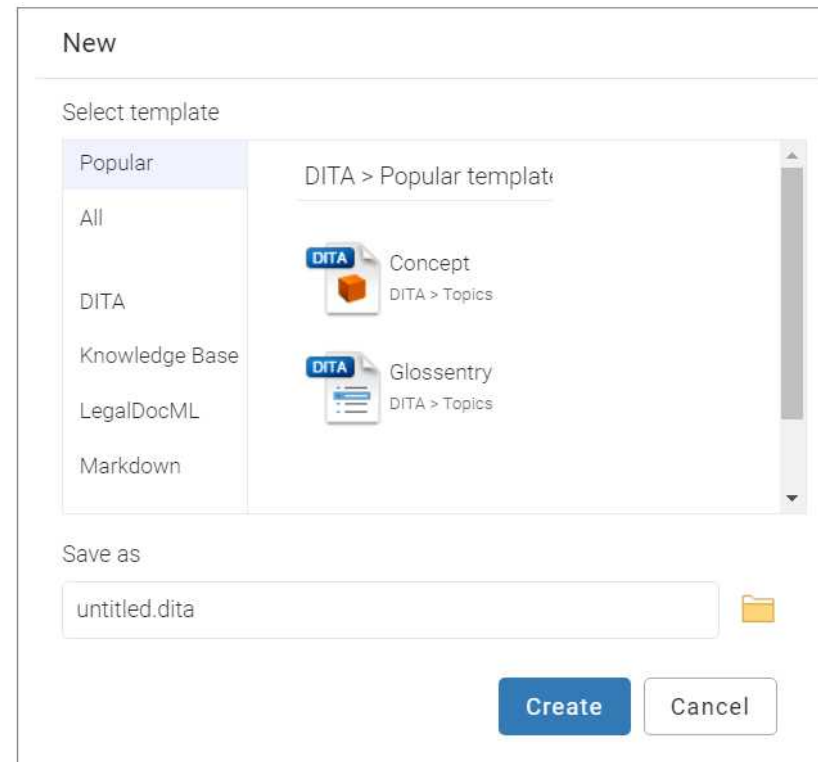 New
Select template
Popular
All
DITA
Knowledge Base
LegalDocML
Markdown
DITA > Popular template
DITA
Concept
DITA > Topics
DITA
Glossentry
DITA > Topics
Save as
untitled.dita
Create
Cancel